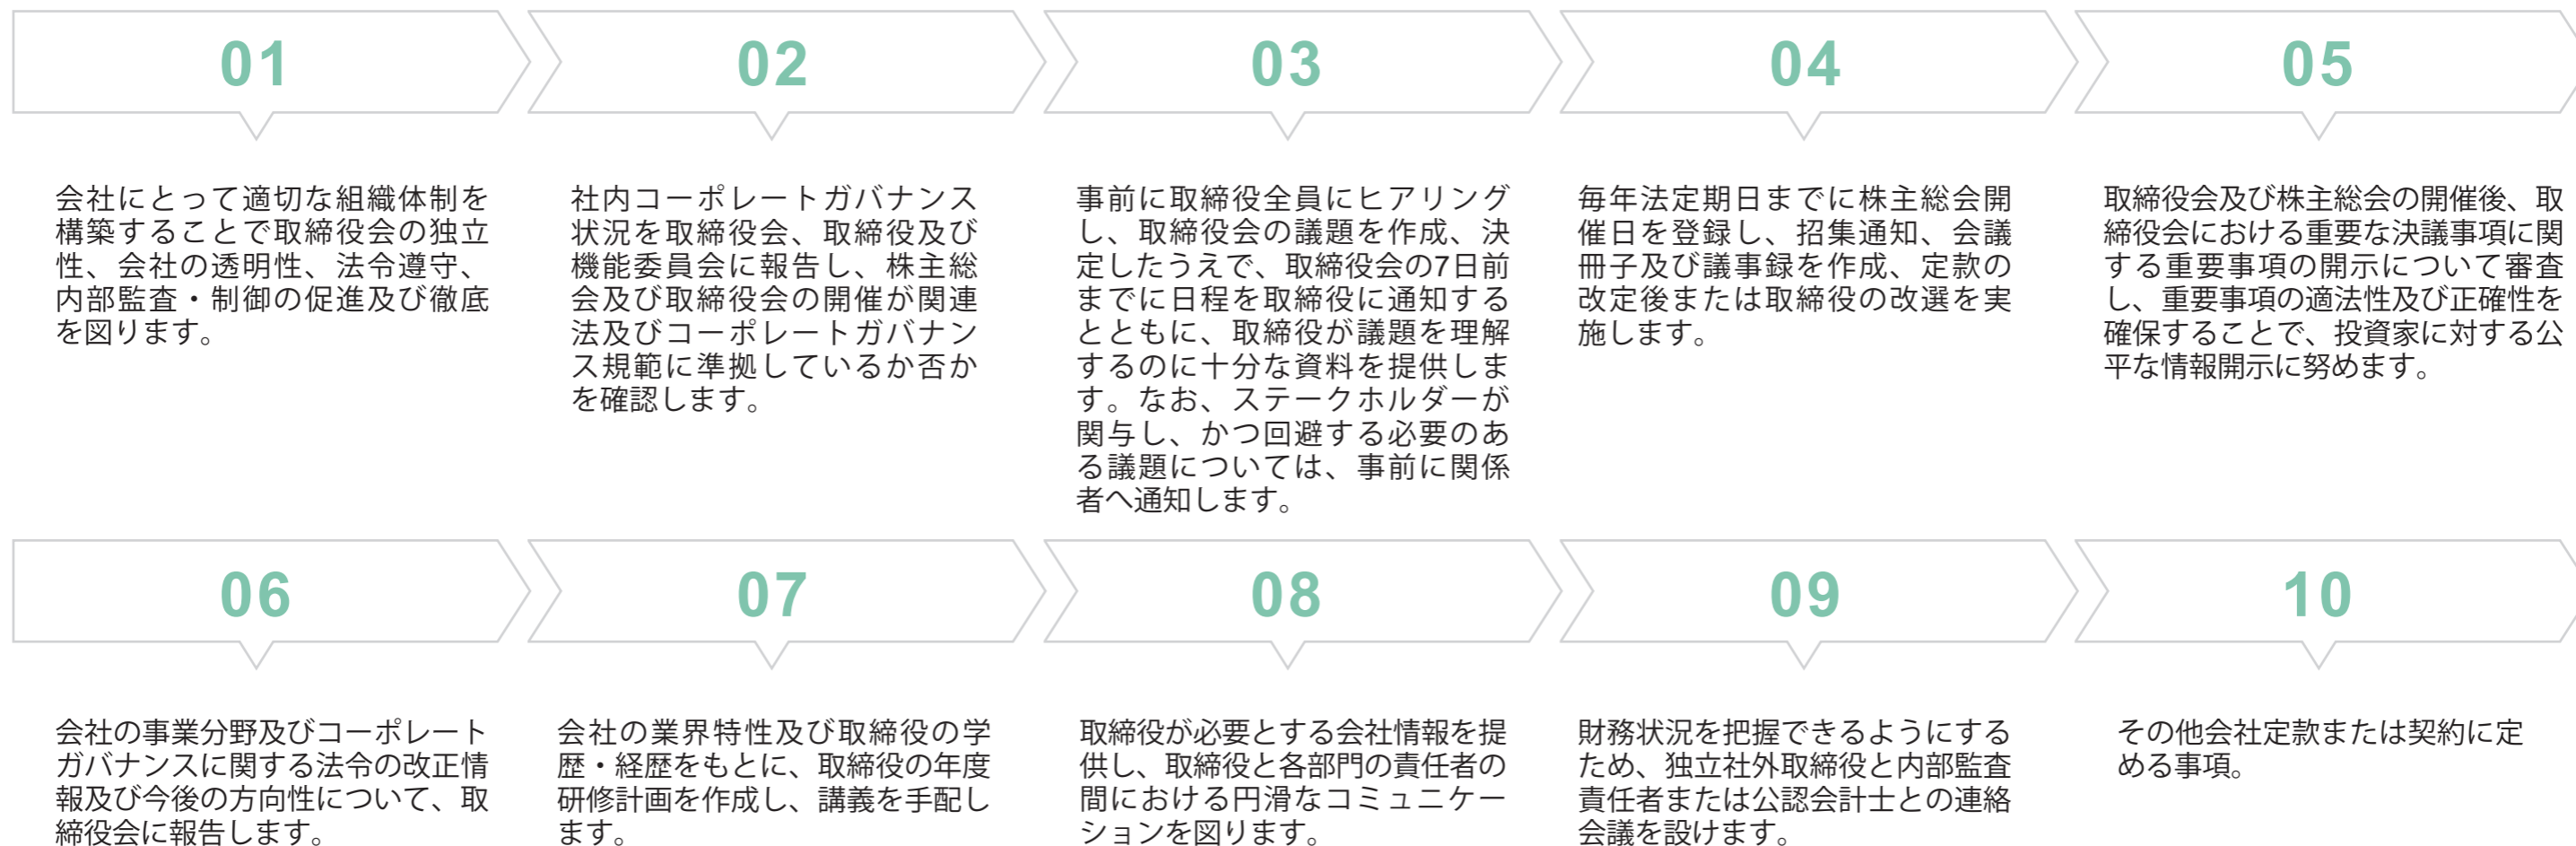 01
会社にとって適切な組織体制を
構築することで取締役会の独立
性、会社の透明性、法令遵守、
内部監査・制御の促進及び徹底
を図ります。
02
社内コーポレートガバナンス
状況を取締役会、取締役及び
機能委員会に報告し、株主総
会及び取締役会の開催が関連
法及びコーポレートガバナン
ス規範に準拠しているか否か
を確認します。
03
事前に取締役全員にヒアリング
し、取締役会の議題を作成、決
定したうえで、取締役会の7日前
までに日程を取締役に通知する
とともに、取締役が議題を理解
するのに十分な資料を提供しま
す。なお、ステークホルダーが
関与し、かつ回避する必要のあ
る議題については、事前に関係
者へ通知します。
04
毎年法定期日までに株主総会開
催日を登録し、招集通知、会議
冊子及び議事録を作成、定款の
改定後または取締役の改選を実
施します。
05
取締役会及び株主総会の開催後、取
締役会における重要な決議事項に関
する重要事項の開示について審査
し、重要事項の適法性及び正確性を
確保することで、投資家に対する公
平な情報開示に努めます。
06
会社の事業分野及びコーポレート
ガバナンスに関する法令の改正情
報及び今後の方向性について、取
締役会に報告します。
07
会社の業界特性及び取締役の学
歴・経歴をもとに、取締役の年度
研修計画を作成し、講義を手配し
ます。
08
取締役が必要とする会社情報を提
供し、取締役と各部門の責任者の
間における円滑なコミュニケー
ションを図ります。
09
財務状況を把握できるようにする
ため、独立社外取締役と内部監査
責任者または公認会計士との連絡
会議を設けます。
10
その他会社定款または契約に定
める事項。